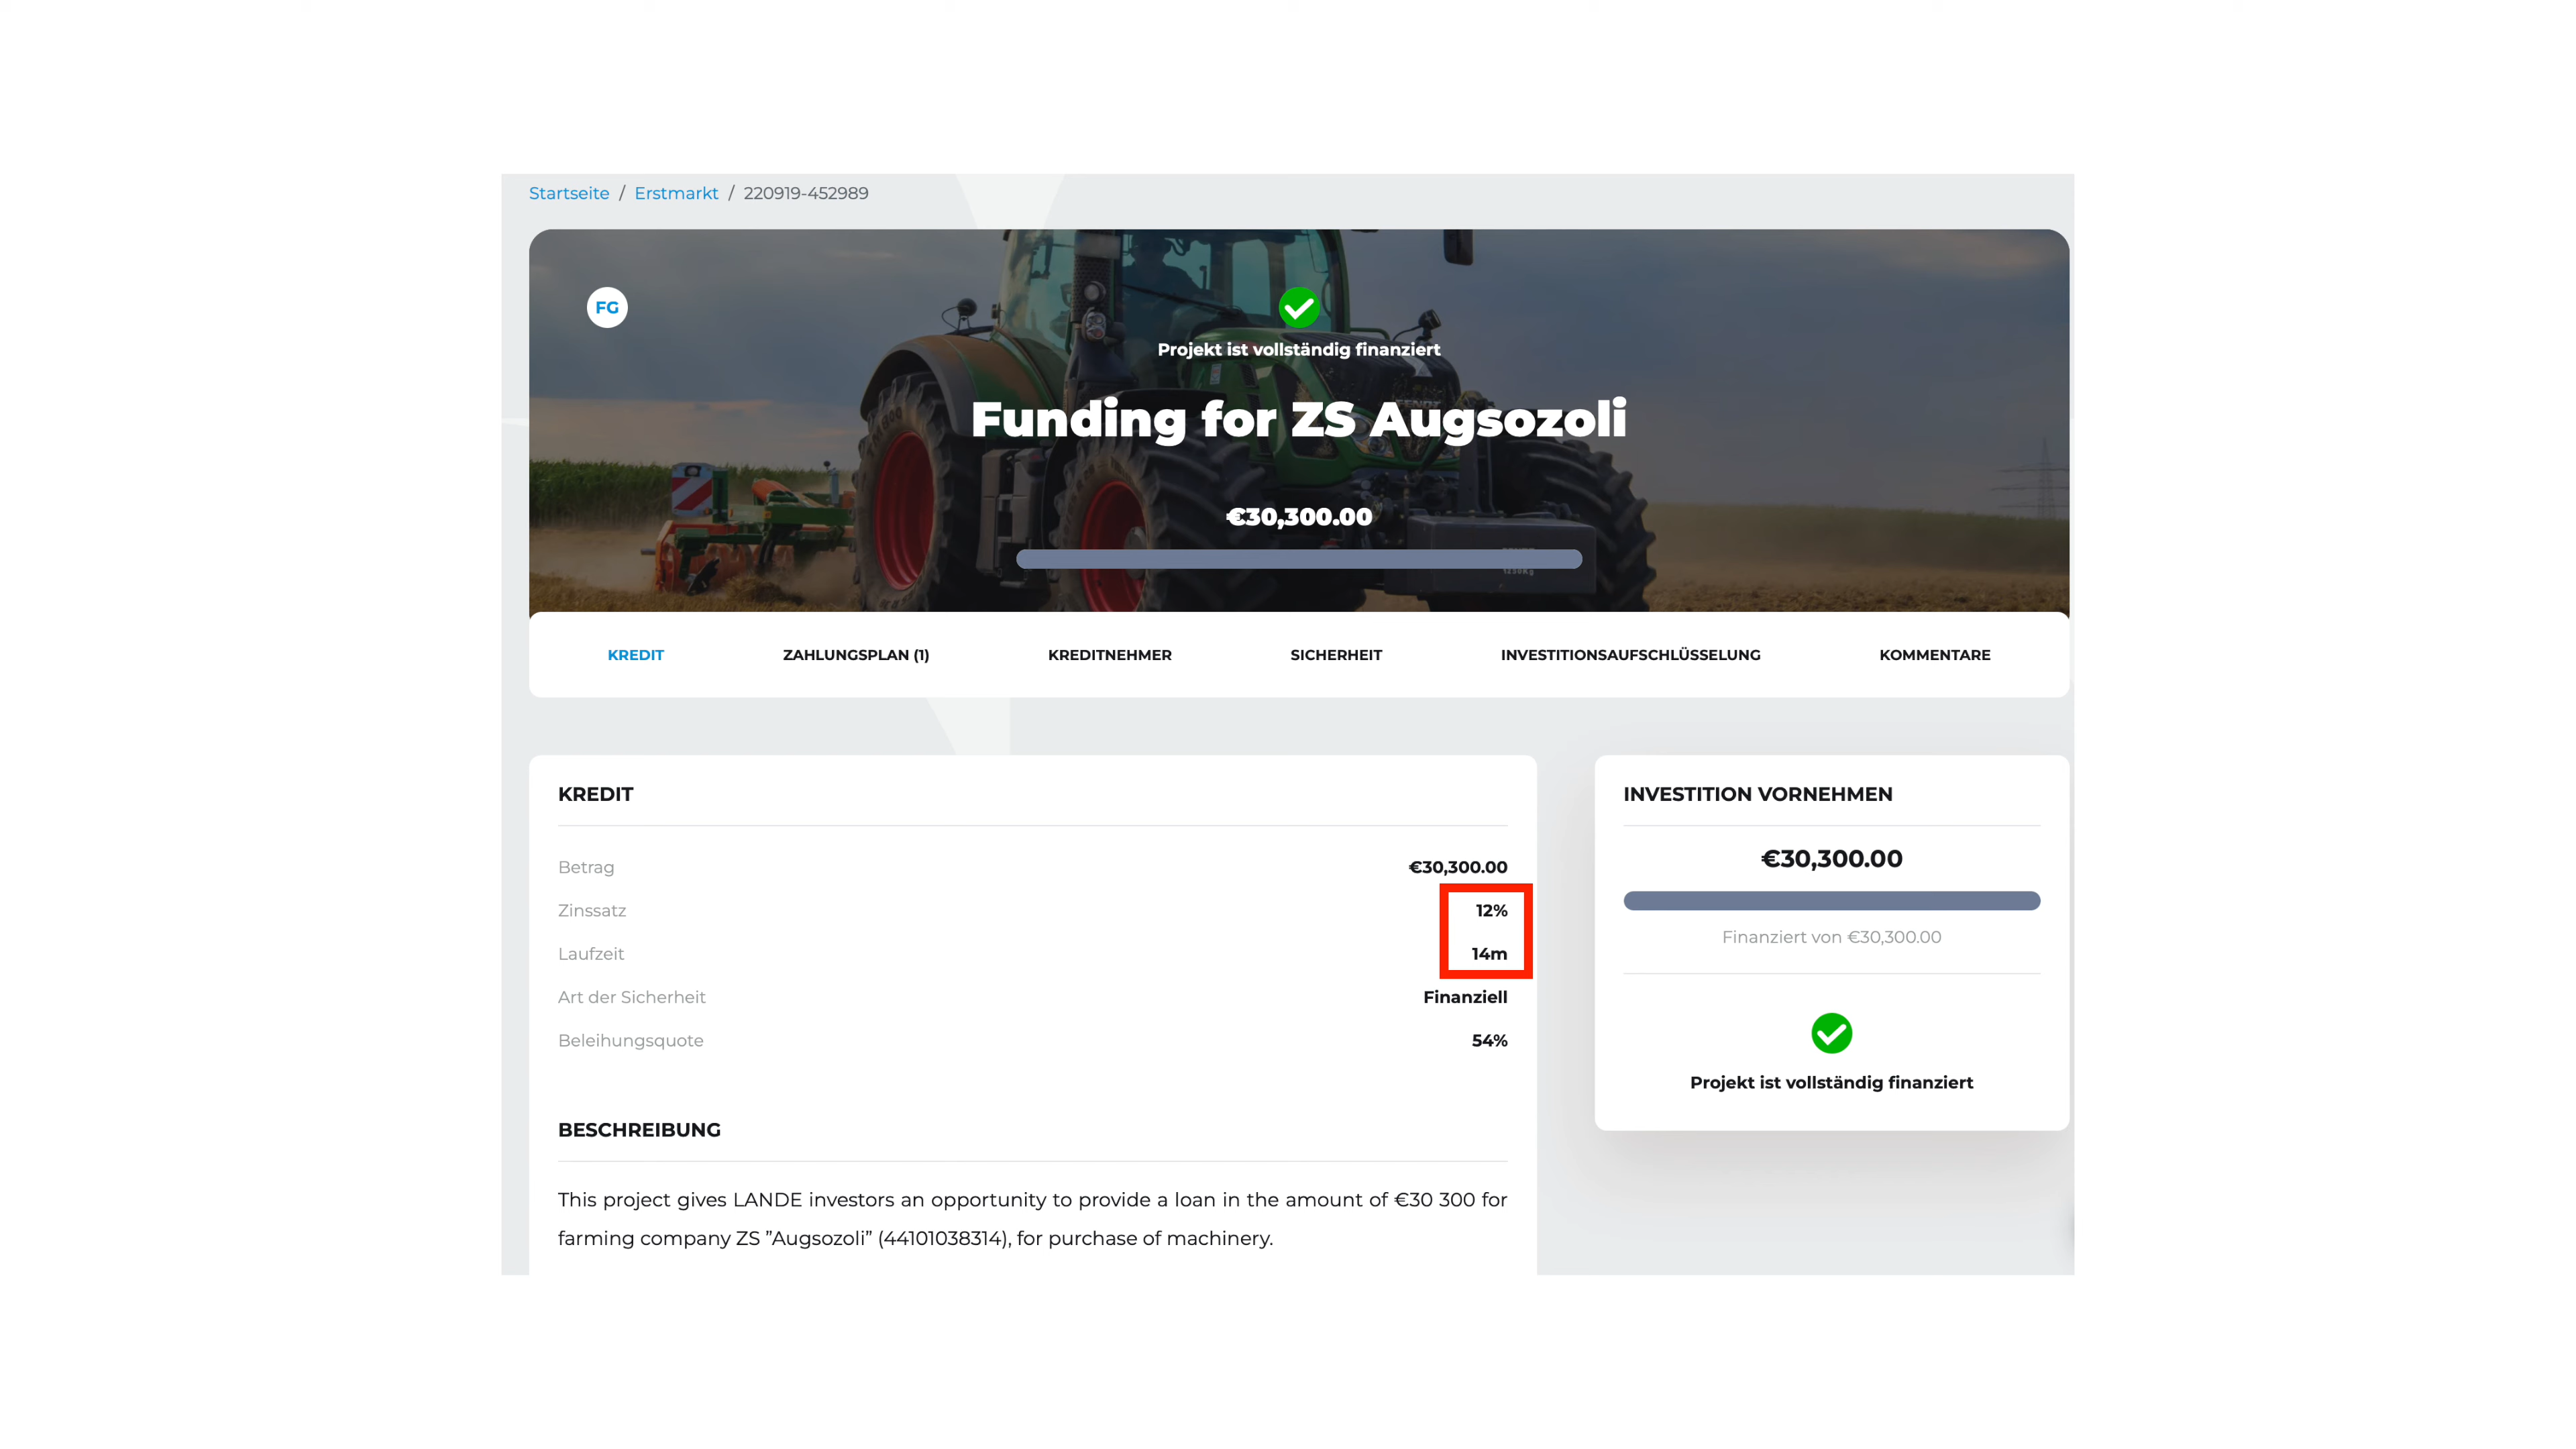 Startseite / Erstmarkt / 220919-452989
FG
Projekt ist vollständig finanziert
Funding for ZS Augsozoli
€30,300.00
KREDIT ZAHLUNGSPLAN (1) KREDITNEHMER SICHERHEIT INVESTITIONSAUFSCHLÜSSELUNG KOMMENTARE
KREDIT
Betrag €30,300.00
Zinssatz 12%
Laufzeit 14m
Art der Sicherheit Finanziell
Beleihungsquote 54%
BESCHREIBUNG
This project gives LANDE investors an opportunity to provide a loan in the amount of €30 300 for
farming company ZS ”Augsozoli” (44101038314), for purchase of machinery.
INVESTITION VORNEHMEN
€30,300.00
Finanziert von €30,300.00
Projekt ist vollständig finanziert